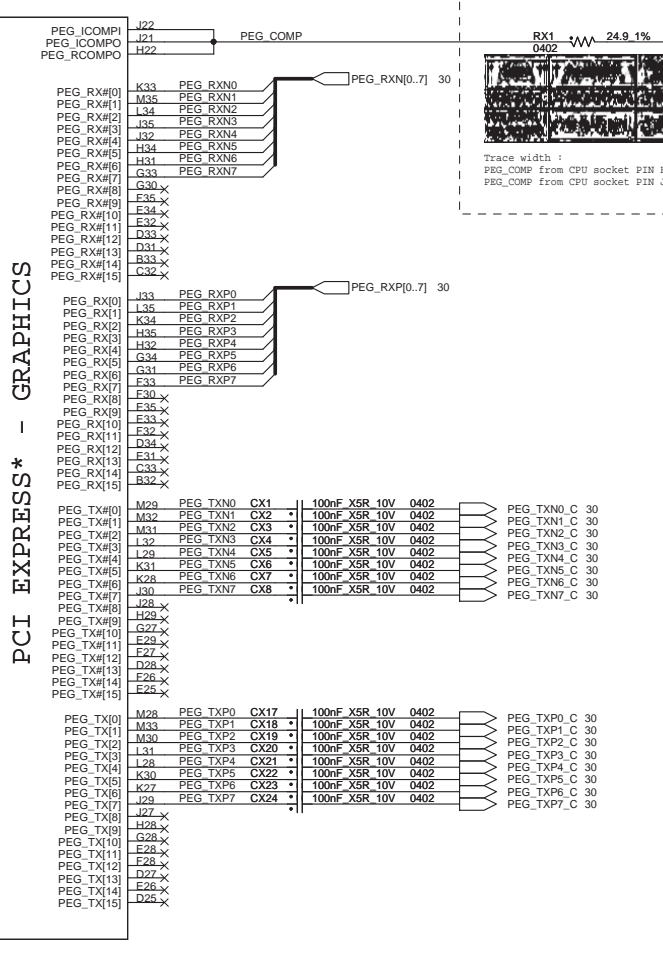 PCI EXPRESS* - GRAPHICS
PEG_ICOMPI J22
PEG_ICOMPO J21 PEG_COMP
PEG_RCOMPO H22
RX1 24.9_1%
0402
Trace width :
PEG_COMP from CPU socket PIN
PEG_COMP from CPU socket PIN
PEG_RX#[0] K33 PEG_RXN0
PEG_RX#[1] M35 PEG_RXN1
PEG_RX#[2] L34 PEG_RXN2
PEG_RX#[3] J35 PEG_RXN3
PEG_RX#[4] J32 PEG_RXN4
PEG_RX#[5] H34 PEG_RXN5
PEG_RX#[6] H31 PEG_RXN6
PEG_RX#[7] G33 PEG_RXN7
PEG_RX#[8] G30
PEG_RX#[9] F35
PEG_RX#[10] E34
PEG_RX#[11] E32
PEG_RX#[12] D33
PEG_RX#[13] D31
PEG_RX#[14] B33
PEG_RX#[15] C32
PEG_RXN[0..7] 30
PEG_RX[0] J33 PEG_RXP0
PEG_RX[1] L35 PEG_RXP1
PEG_RX[2] K34 PEG_RXP2
PEG_RX[3] H35 PEG_RXP3
PEG_RX[4] H32 PEG_RXP4
PEG_RX[5] G34 PEG_RXP5
PEG_RX[6] G31 PEG_RXP6
PEG_RX[7] F33 PEG_RXP7
PEG_RX[8] F30
PEG_RX[9] E35
PEG_RX[10] E33
PEG_RX[11] F32
PEG_RX[12] D34
PEG_RX[13] E31
PEG_RX[14] C33
PEG_RX[15] B32
PEG_RXP[0..7] 30
PEG_TX#[0] M29 PEG_TXN0 CX1 100nF_X5R_10V 0402 PEG_TXN0_C 30
PEG_TX#[1] M32 PEG_TXN1 CX2 100nF_X5R_10V 0402 PEG_TXN1_C 30
PEG_TX#[2] M31 PEG_TXN2 CX3 100nF_X5R_10V 0402 PEG_TXN2_C 30
PEG_TX#[3] L32 PEG_TXN3 CX4 100nF_X5R_10V 0402 PEG_TXN3_C 30
PEG_TX#[4] L29 PEG_TXN4 CX5 100nF_X5R_10V 0402 PEG_TXN4_C 30
PEG_TX#[5] K31 PEG_TXN5 CX6 100nF_X5R_10V 0402 PEG_TXN5_C 30
PEG_TX#[6] K28 PEG_TXN6 CX7 100nF_X5R_10V 0402 PEG_TXN6_C 30
PEG_TX#[7] J30 PEG_TXN7 CX8 100nF_X5R_10V 0402 PEG_TXN7_C 30
PEG_TX#[8] J28
PEG_TX#[9] H29
PEG_TX#[10] G27
PEG_TX#[11] E29
PEG_TX#[12] F27
PEG_TX#[13] D28
PEG_TX#[14] F26
PEG_TX#[15] E25
PEG_TX[0] M28 PEG_TXP0 CX17 100nF_X5R_10V 0402 PEG_TXP0_C 30
PEG_TX[1] M33 PEG_TXP1 CX18 100nF_X5R_10V 0402 PEG_TXP1_C 30
PEG_TX[2] M30 PEG_TXP2 CX19 100nF_X5R_10V 0402 PEG_TXP2_C 30
PEG_TX[3] L31 PEG_TXP3 CX20 100nF_X5R_10V 0402 PEG_TXP3_C 30
PEG_TX[4] L28 PEG_TXP4 CX21 100nF_X5R_10V 0402 PEG_TXP4_C 30
PEG_TX[5] K30 PEG_TXP5 CX22 100nF_X5R_10V 0402 PEG_TXP5_C 30
PEG_TX[6] K27 PEG_TXP6 CX23 100nF_X5R_10V 0402 PEG_TXP6_C 30
PEG_TX[7] J29 PEG_TXP7 CX24 100nF_X5R_10V 0402 PEG_TXP7_C 30
PEG_TX[8] J27
PEG_TX[9] H28
PEG_TX[10] G28
PEG_TX[11] E28
PEG_TX[12] F28
PEG_TX[13] D27
PEG_TX[14] E26
PEG_TX[15] D25